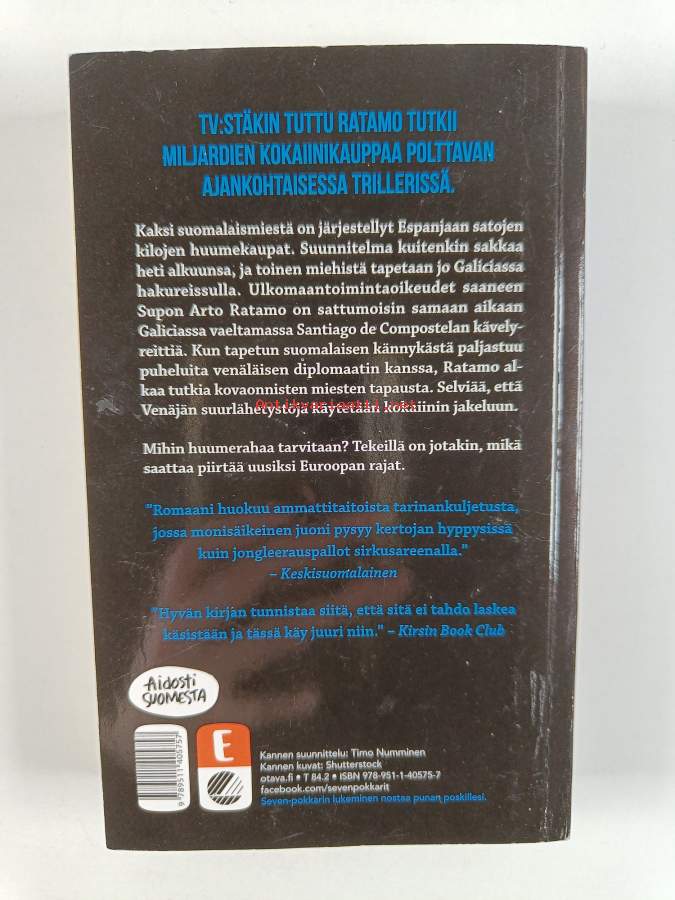 TV:STÄKIN TUTTU RATAMO TUTKII
MILJARDIEN KOKAIINIKAUPPAA POLTTAVAN
AJANKOHTAISESSA TRILLERISSÄ.
Kaksi suomalaismiestä on järjestellyt Espanjaan satojen
kilojen huumekaupat. Suunnitelma kuitenkin sakkaa
heti alkuunsa, ja toinen miehistä tapetaan jo Galiciassa
hakureissulla. Ulkomaantoimintaoikeudet saaneen
Supon Arto Ratamo on sattumoisin samaan aikaan
Galiciassa vaeltamassa Santiago de Compostelan kävely-
reittiä. Kun tapetun suomalaisen kännykästä paljastuu
puheluita venäläisen diplomaatin kanssa, Ratamo al-
kaa tutkia kovaonnisten miesten tapausta. Selviää, että
Venäjän suurlähetystöjä käytetään kokaiinin jakeluun.
Antikvariaatti.net
Mihin huumerahaa tarvitaan? Tekeillä on jotakin, mikä
saattaa piirtää uusiksi Euroopan rajat.
"Romaani huokuu ammattitaitoista tarinankuljetusta,
jossa monisäikeinen juoni pysyy kertojan hyppysissä
kuin jongleerauspallot sirkusareenalla."
– Keskisuomalainen
"Hyvän kirjan tunnistaa siitä, että sitä ei tahdo laskea
käsistään ja tässä käy juuri niin." – Kirsin Book Club
Aidosti
SUOMESTA
9 789511 405757
E
Kannen suunnittelu: Timo Numminen
Kannen kuvat: Shutterstock
otava.fi • T 84.2 • ISBN 978-951-1-40575-7
facebook.com/sevenpokkarit
Seven-pokkarin lukeminen nostaa punan poskillesi.